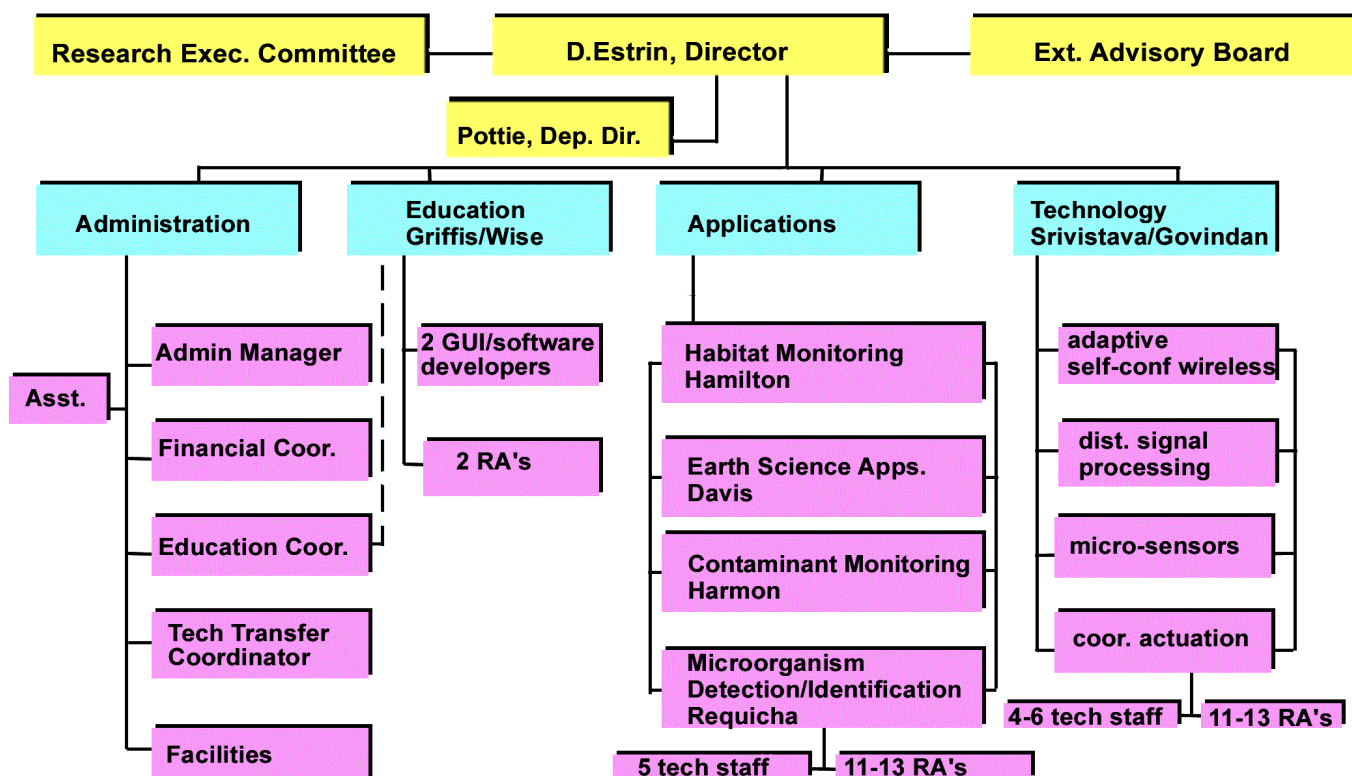 Research Exec. Committee
D.Estrin, Director
Ext. Advisory Board
Pottie, Dep. Dir.
Administration
Education
Griffis/Wise
Applications
Technology
Srivistava/Govindan
Asst.
Admin Manager
Financial Coor.
Education Coor.
Tech Transfer
Coordinator
Facilities
2 GUI/software
developers
2 RA's
Habitat Monitoring
Hamilton
Earth Science Apps.
Davis
Contaminant Monitoring
Harmon
Microorganism
Detection/Identification
Requicha
5 tech staff
11-13 RA's
adaptive
self-conf wireless
dist. signal
processing
micro-sensors
coor. actuation
4-6 tech staff
11-13 RA's